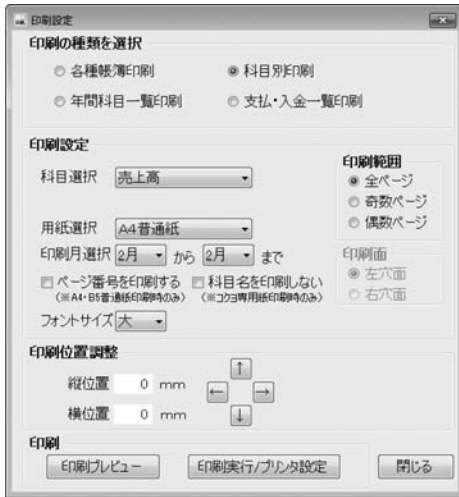 印刷設定
印刷の種類を選択
各種帳簿印刷 科目別印刷
年間科目一覧印刷 支払・入金一覧印刷
印刷設定
科目選択 売上高
用紙選択 A4普通紙
印刷月選択 2月 から 2月 まで
ページ番号を印刷する 科目名を印刷しない
(※A4・B5普通紙印刷時のみ) (※コクヨ専用紙印刷時のみ)
フォントサイズ 大
印刷範囲
全ページ
奇数ページ
偶数ページ
印刷面
左穴面
右穴面
印刷位置調整
縦位置 0 mm
横位置 0 mm
↑
← →
↓
印刷
印刷プレビュー 印刷実行/プリンタ設定 閉じる